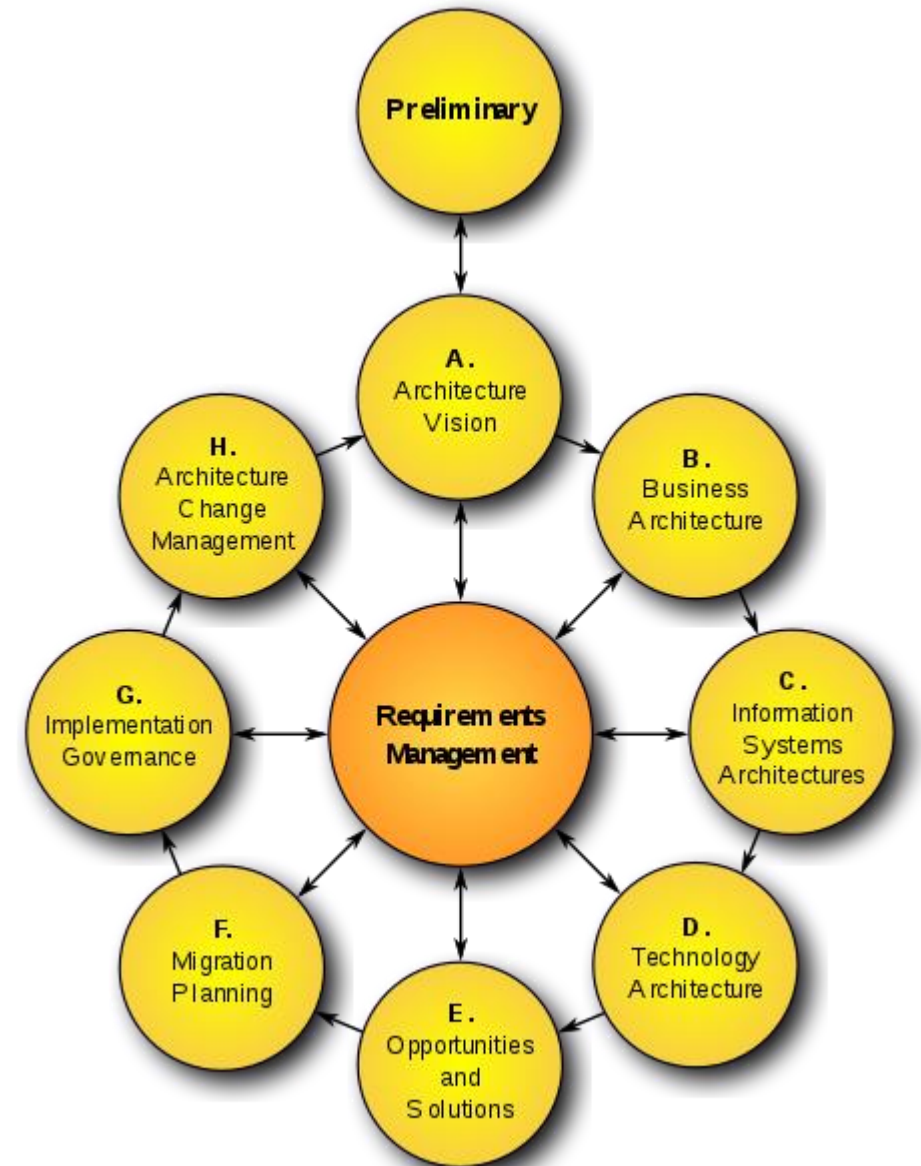 Preliminary
A.
Architecture
Vision
B.
Business
Architecture
C.
Information
Systems
Architectures
D.
Technology
Architecture
E.
Opportunities
and
Solutions
F.
Migration
Planning
G.
Implementation
Governance
H.
Architecture
Change
Management
Requirements
Management